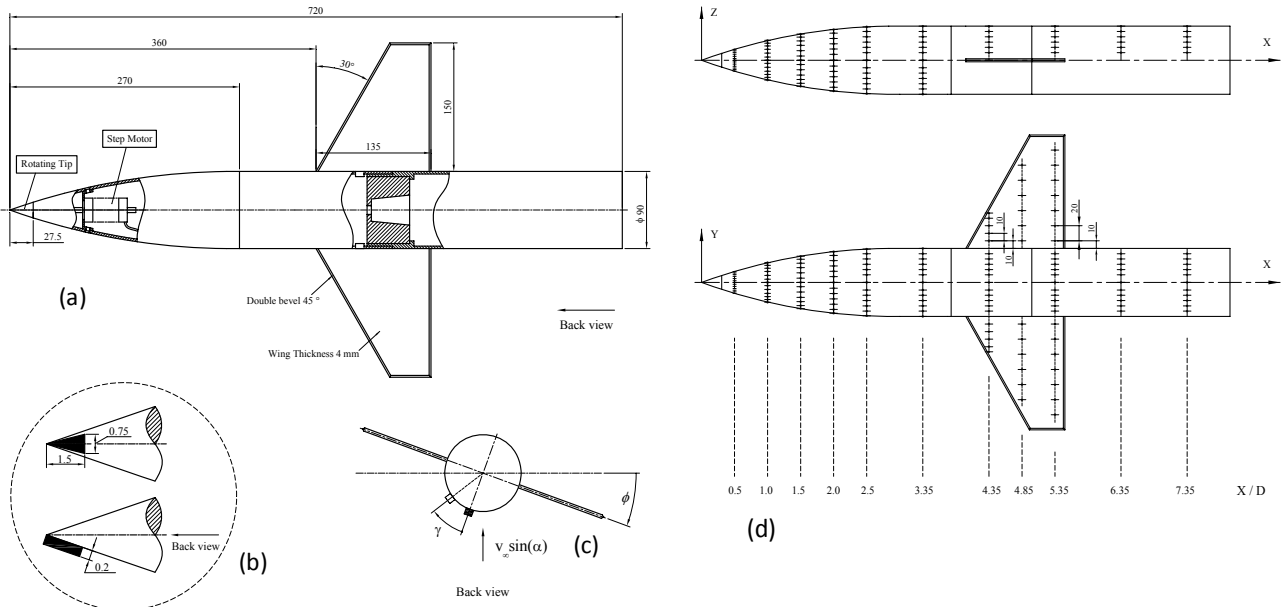 720
360
30°
270
150
Step Motor
135
Rotating Tip
ϕ 90
27.5
(a)
Double bevel 45 °
Back view
Wing Thickness 4 mm
0.75
1.5
Back view
0.2
(b)
ϕ
γ
v∞sin(α)
(c)
Back view
Z
X
10
20
10
10
Y
X
0.5 1.0 1.5 2.0 2.5 3.35 4.35 4.85 5.35 6.35 7.35 X / D
(d)